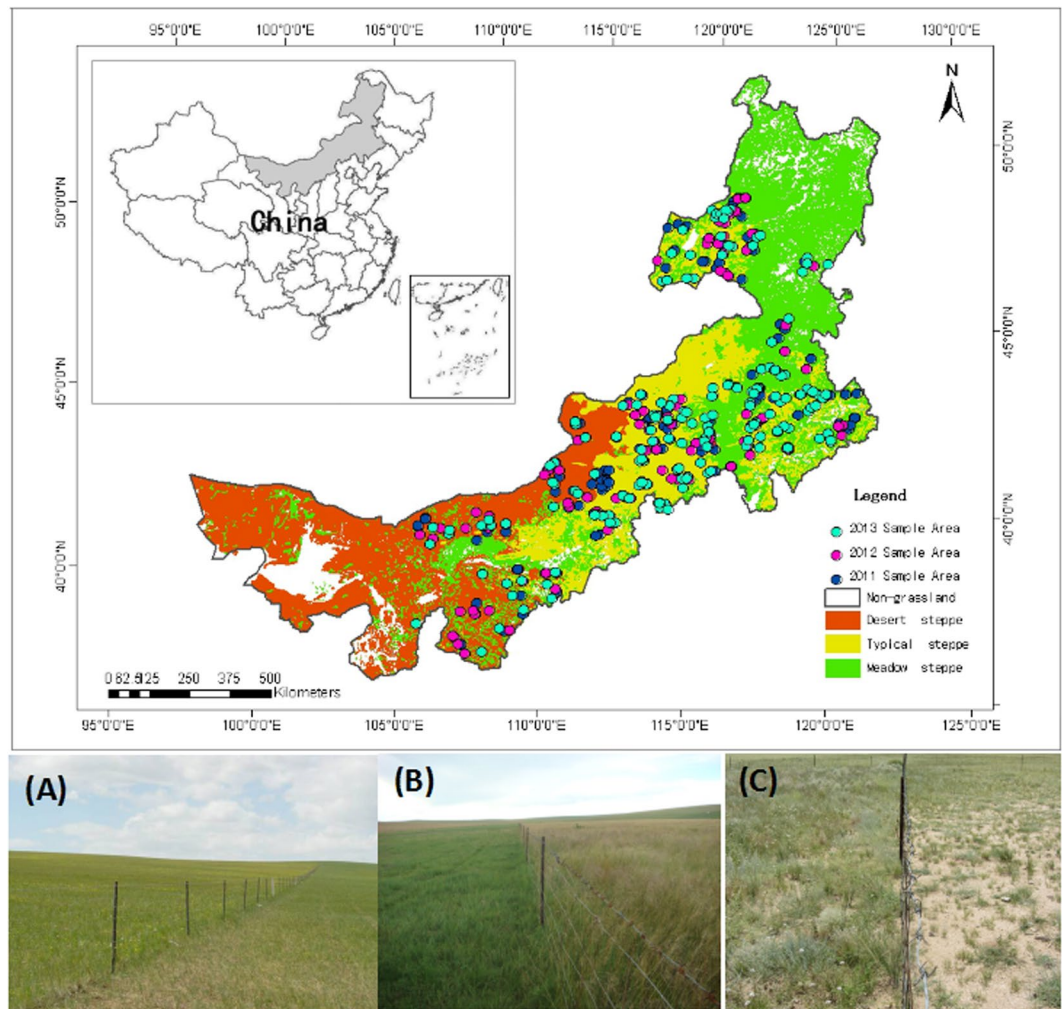 95°0'0"E 100°0'0"E 105°0'0"E 110°0'0"E 115°0'0"E 120°0'0"E 125°0'0"E 130°0'0"E
N
50°0'0"N
50°0'0"N
China
45°0'0"N
45°0'0"N
Legend
40°0'0"N
2013 Sample Area
40°0'0"N
2012 Sample Area
2011 Sample Area
Non-grassland
Desert steppe
Typical steppe
Meadow steppe
0 62.5125 250 375 500
Kilometers
95°0'0"E 100°0'0"E 105°0'0"E 110°0'0"E 115°0'0"E 120°0'0"E 125°0'0"E
(A) (B) (C)